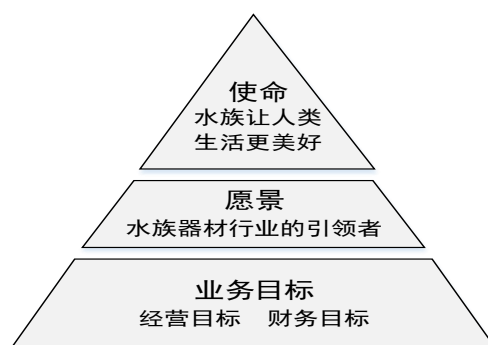 使命
水族让人类
生活更美好
愿景
水族器材行业的引领者
业务目标
经营目标 财务目标